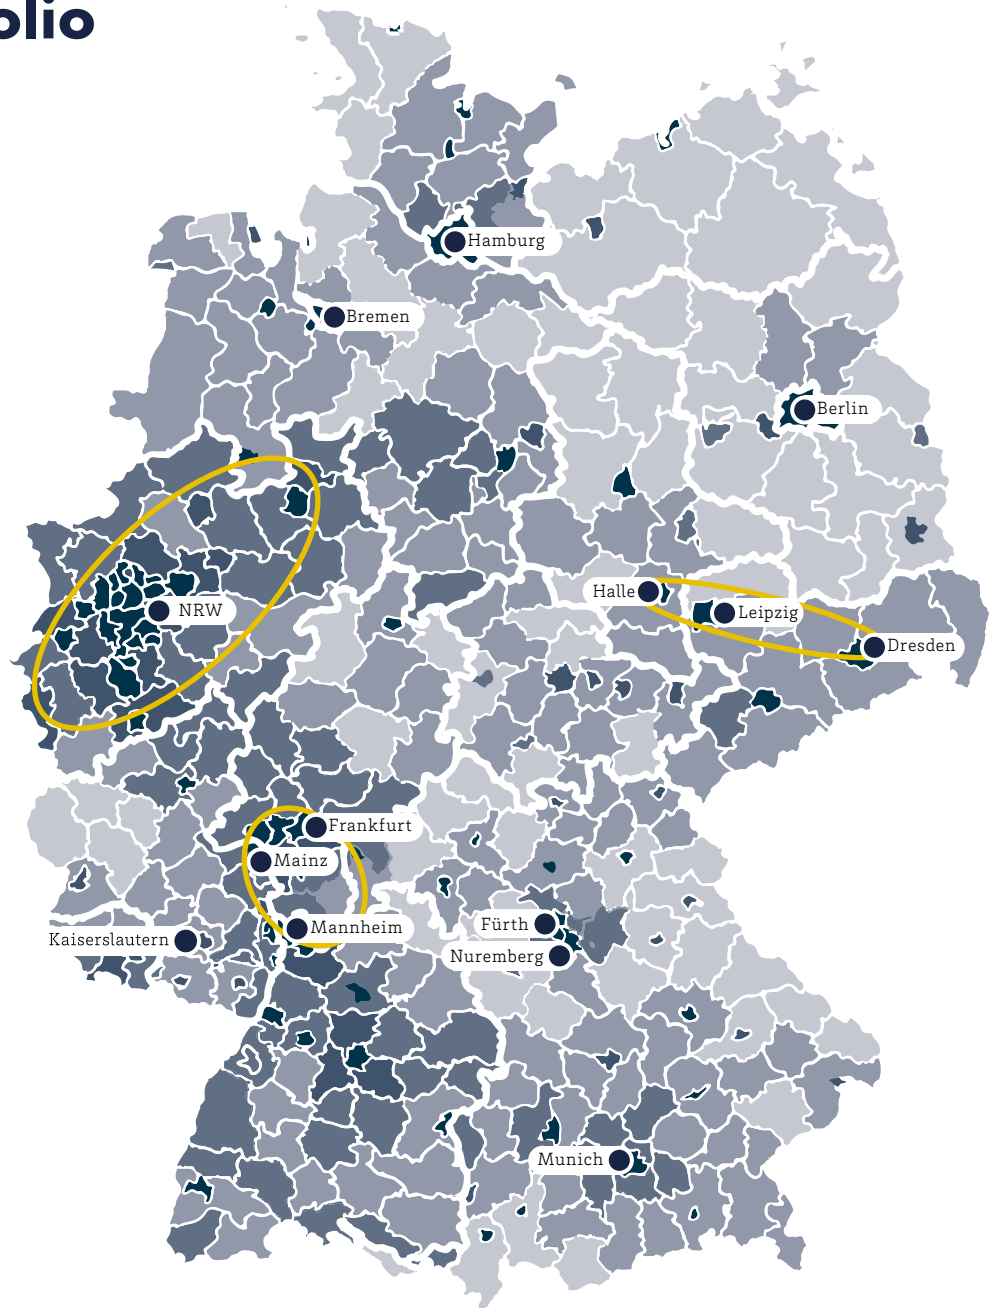 olio
Hamburg
Bremen
Berlin
Halle
NRW
Leipzig
Dresden
Frankfurt
Mainz
Mannheim
Fürth
Kaiserslautern
Nuremberg
Munich